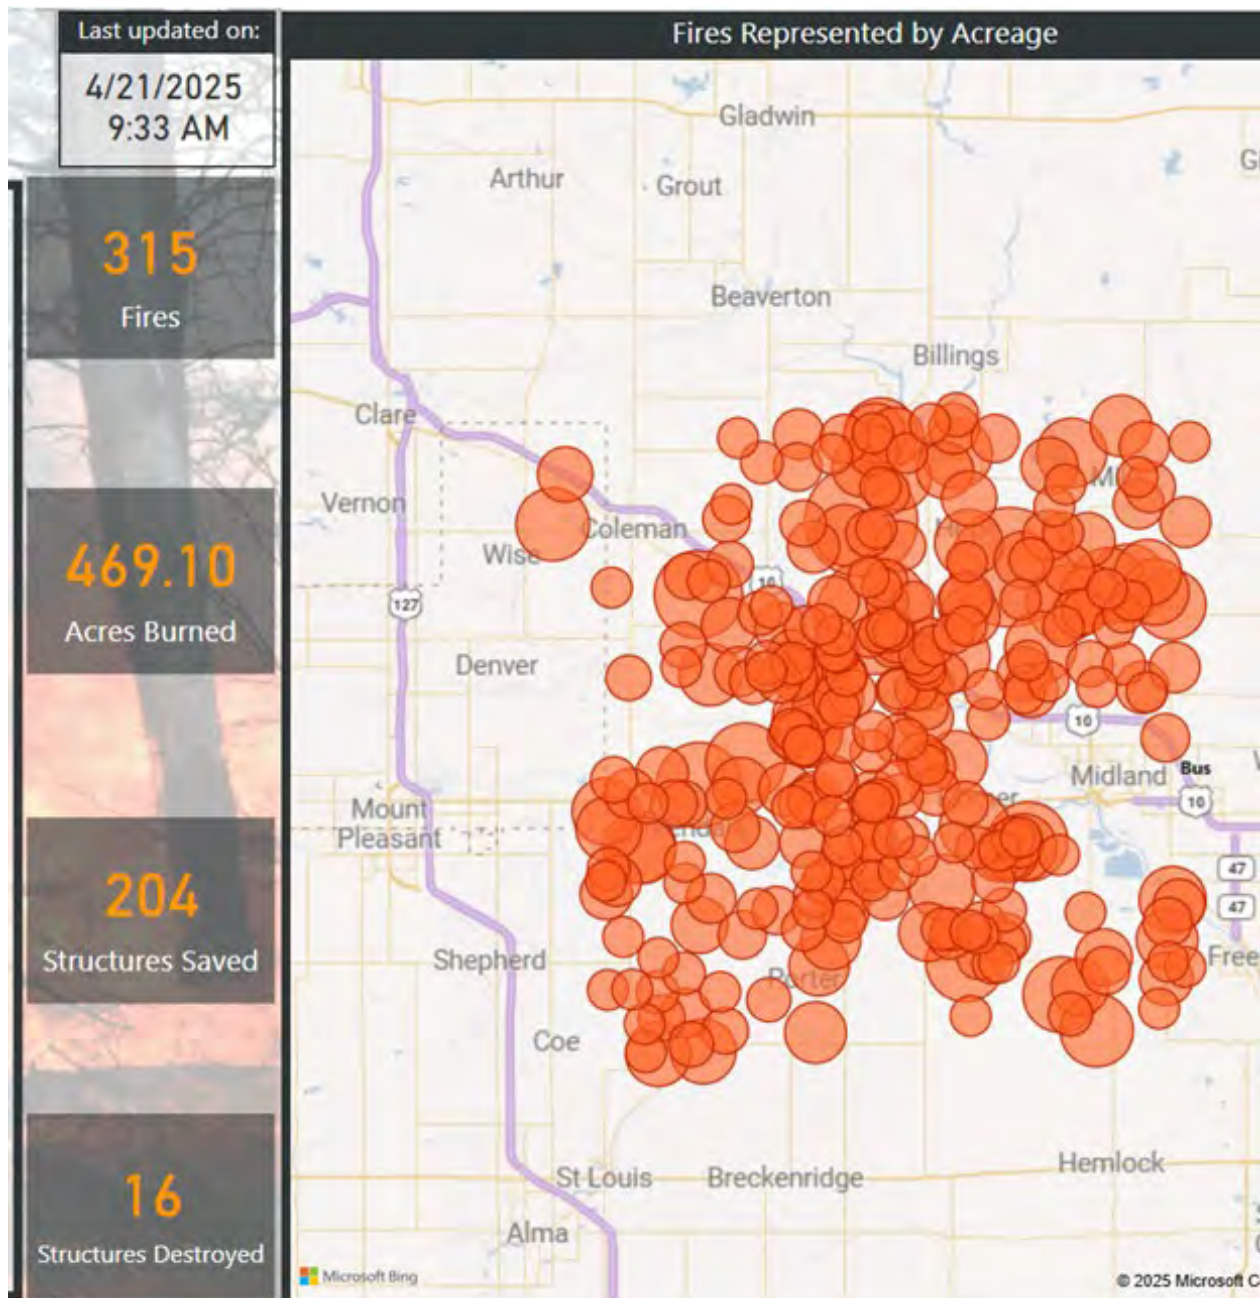 Last updated on:
4/21/2025
9:33 AM
315
Fires
469.10
Acres Burned
204
Structures Saved
16
Structures Destroyed
Fires Represented by Acreage
Gladwin
Arthur
Grout
Beaverton
Billings
Clare
Vernon
Coleman
Wise
10
127
Denver
10
Midland
Bus
10
Mount
Pleasant
47
47
Shepherd
Porter
Free
Coe
St Louis
Breckenridge
Hemlock
Alma
Microsoft Bing
© 2025 Microsoft C